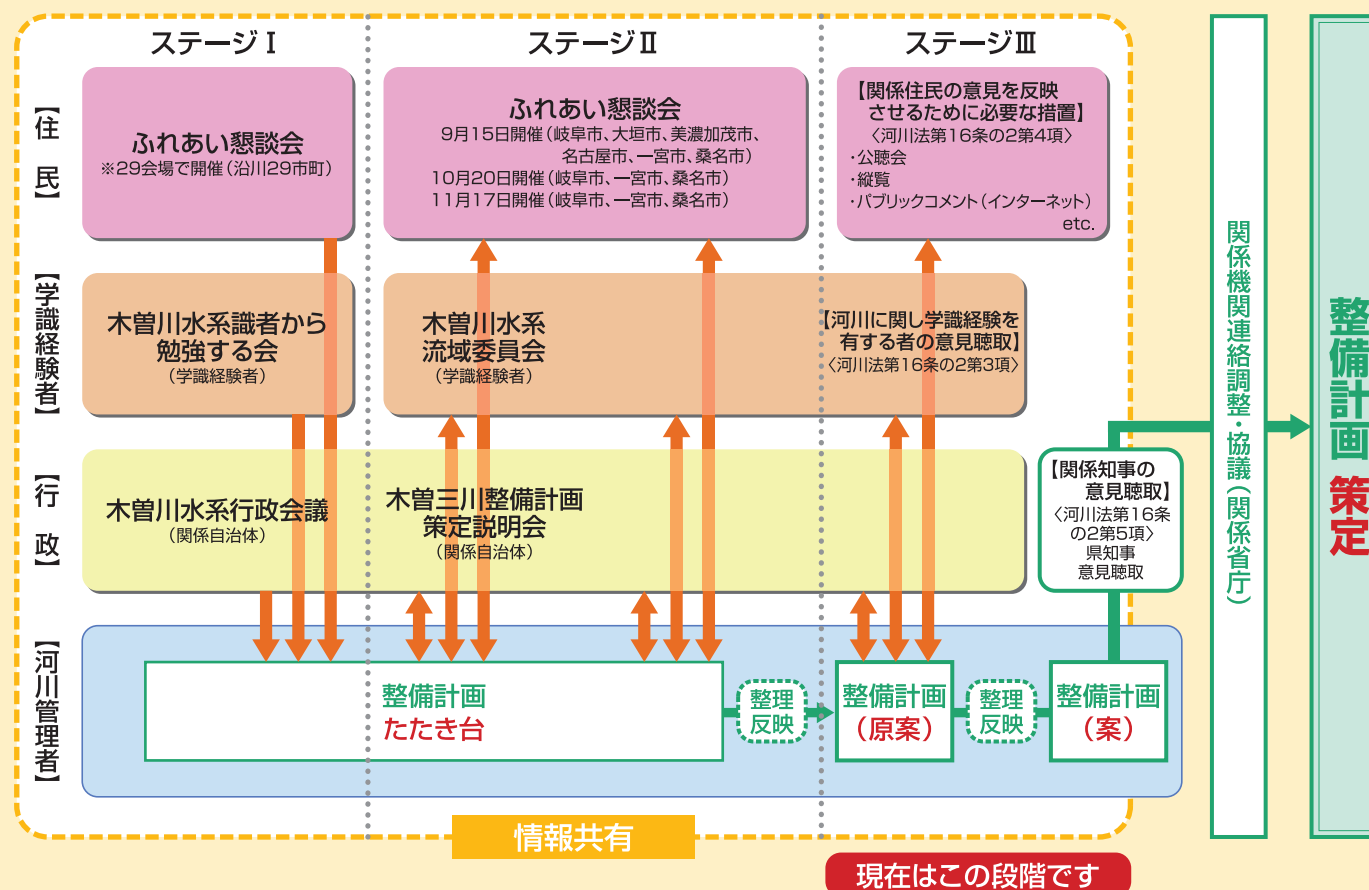 ステージⅠ
ステージⅡ
ステージⅢ
【住民】
ふれあい懇談会
※29会場で開催(沿川29市町)
ふれあい懇談会
9月15日開催(岐阜市、大垣市、美濃加茂市、
名古屋市、一宮市、桑名市)
10月20日開催(岐阜市、一宮市、桑名市)
11月17日開催(岐阜市、一宮市、桑名市)
【関係住民の意見を反映
させるために必要な措置】
〈河川法第16条の2第4項〉
・公聴会
・縦覧
・パブリックコメント(インターネット)
etc.
【学識経験者】
木曽川水系識者から
勉強する会
(学識経験者)
木曽川水系
流域委員会
(学識経験者)
【河川に関し学識経験を
有する者の意見聴取】
〈河川法第16条の2第3項〉
【行政】
木曽川水系行政会議
(関係自治体)
木曽三川整備計画
策定説明会
(関係自治体)
【関係知事の
意見聴取】
〈河川法第16条
の2第5項〉
県知事
意見聴取
【河川管理者】
整備計画
たたき台
整理
反映
整備計画
(原案)
整理
反映
整備計画
(案)
関係機関連絡調整・協議(関係省庁)
整備計画 策定
情報共有
現在はこの段階です